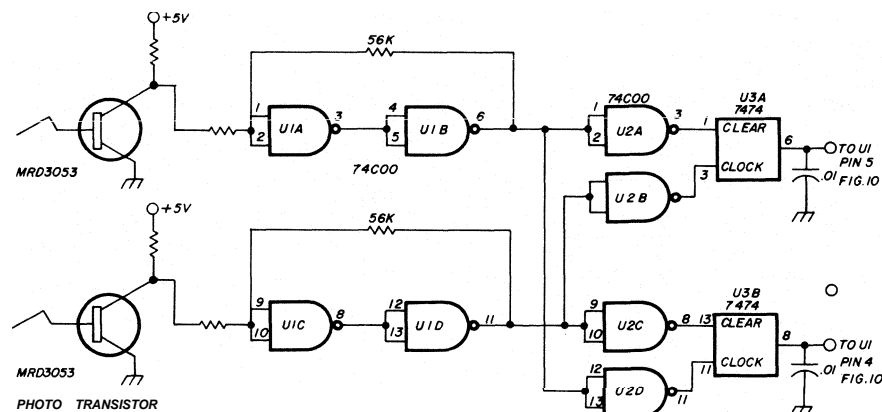 +5V
56K
1
2
U1A
3
4
5
U1B
6
74C00
MRD3053
74C00
1
2
U2A
3
1
U3A
7474
CLEAR
CLOCK
3
6
TO U1
PIN 5
FIG.10
.01
U2B
+5V
56K
9
10
U1C
8
12
13
U1D
11
MRD3053
PHOTO TRANSISTOR
9
10
U2C
8
13
U3B
7474
CLEAR
CLOCK
11
8
TO U1
PIN 4
FIG.10
.01
12
13
U2D
11